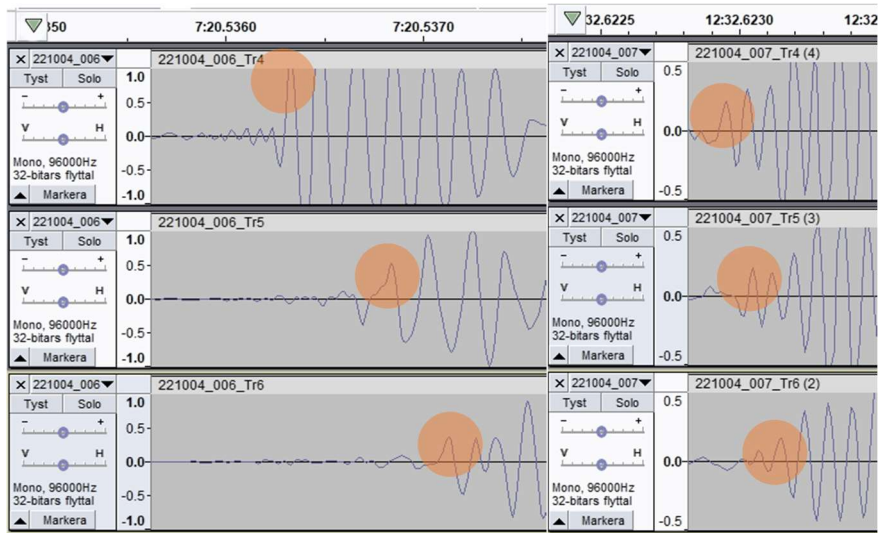 350 7:20.5360 7:20.5370
221004_006
221004_006_Tr4
Tyst Solo
- +
V H
Mono, 96000Hz
32-bitars flyttal
Markera
1.0
0.5
0.0
-0.5
-1.0
221004_006
221004_006_Tr5
Tyst Solo
- +
V H
Mono, 96000Hz
32-bitars flyttal
Markera
1.0
0.5
0.0
-0.5
-1.0
221004_006
221004_006_Tr6
Tyst Solo
- +
V H
Mono, 96000Hz
32-bitars flyttal
Markera
1.0
0.5
0.0
-0.5
-1.0
32.6225 12:32.6230 12:32
221004_007
221004_007_Tr4 (4)
Tyst Solo
- +
V H
Mono, 96000Hz
32-bitars flyttal
Markera
0.5
0.0
-0.5
221004_007
221004_007_Tr5 (3)
Tyst Solo
- +
V H
Mono, 96000Hz
32-bitars flyttal
Markera
0.5
0.0
-0.5
221004_007
221004_007_Tr6 (2)
Tyst Solo
- +
V H
Mono, 96000Hz
32-bitars flyttal
Markera
0.5
0.0
-0.5